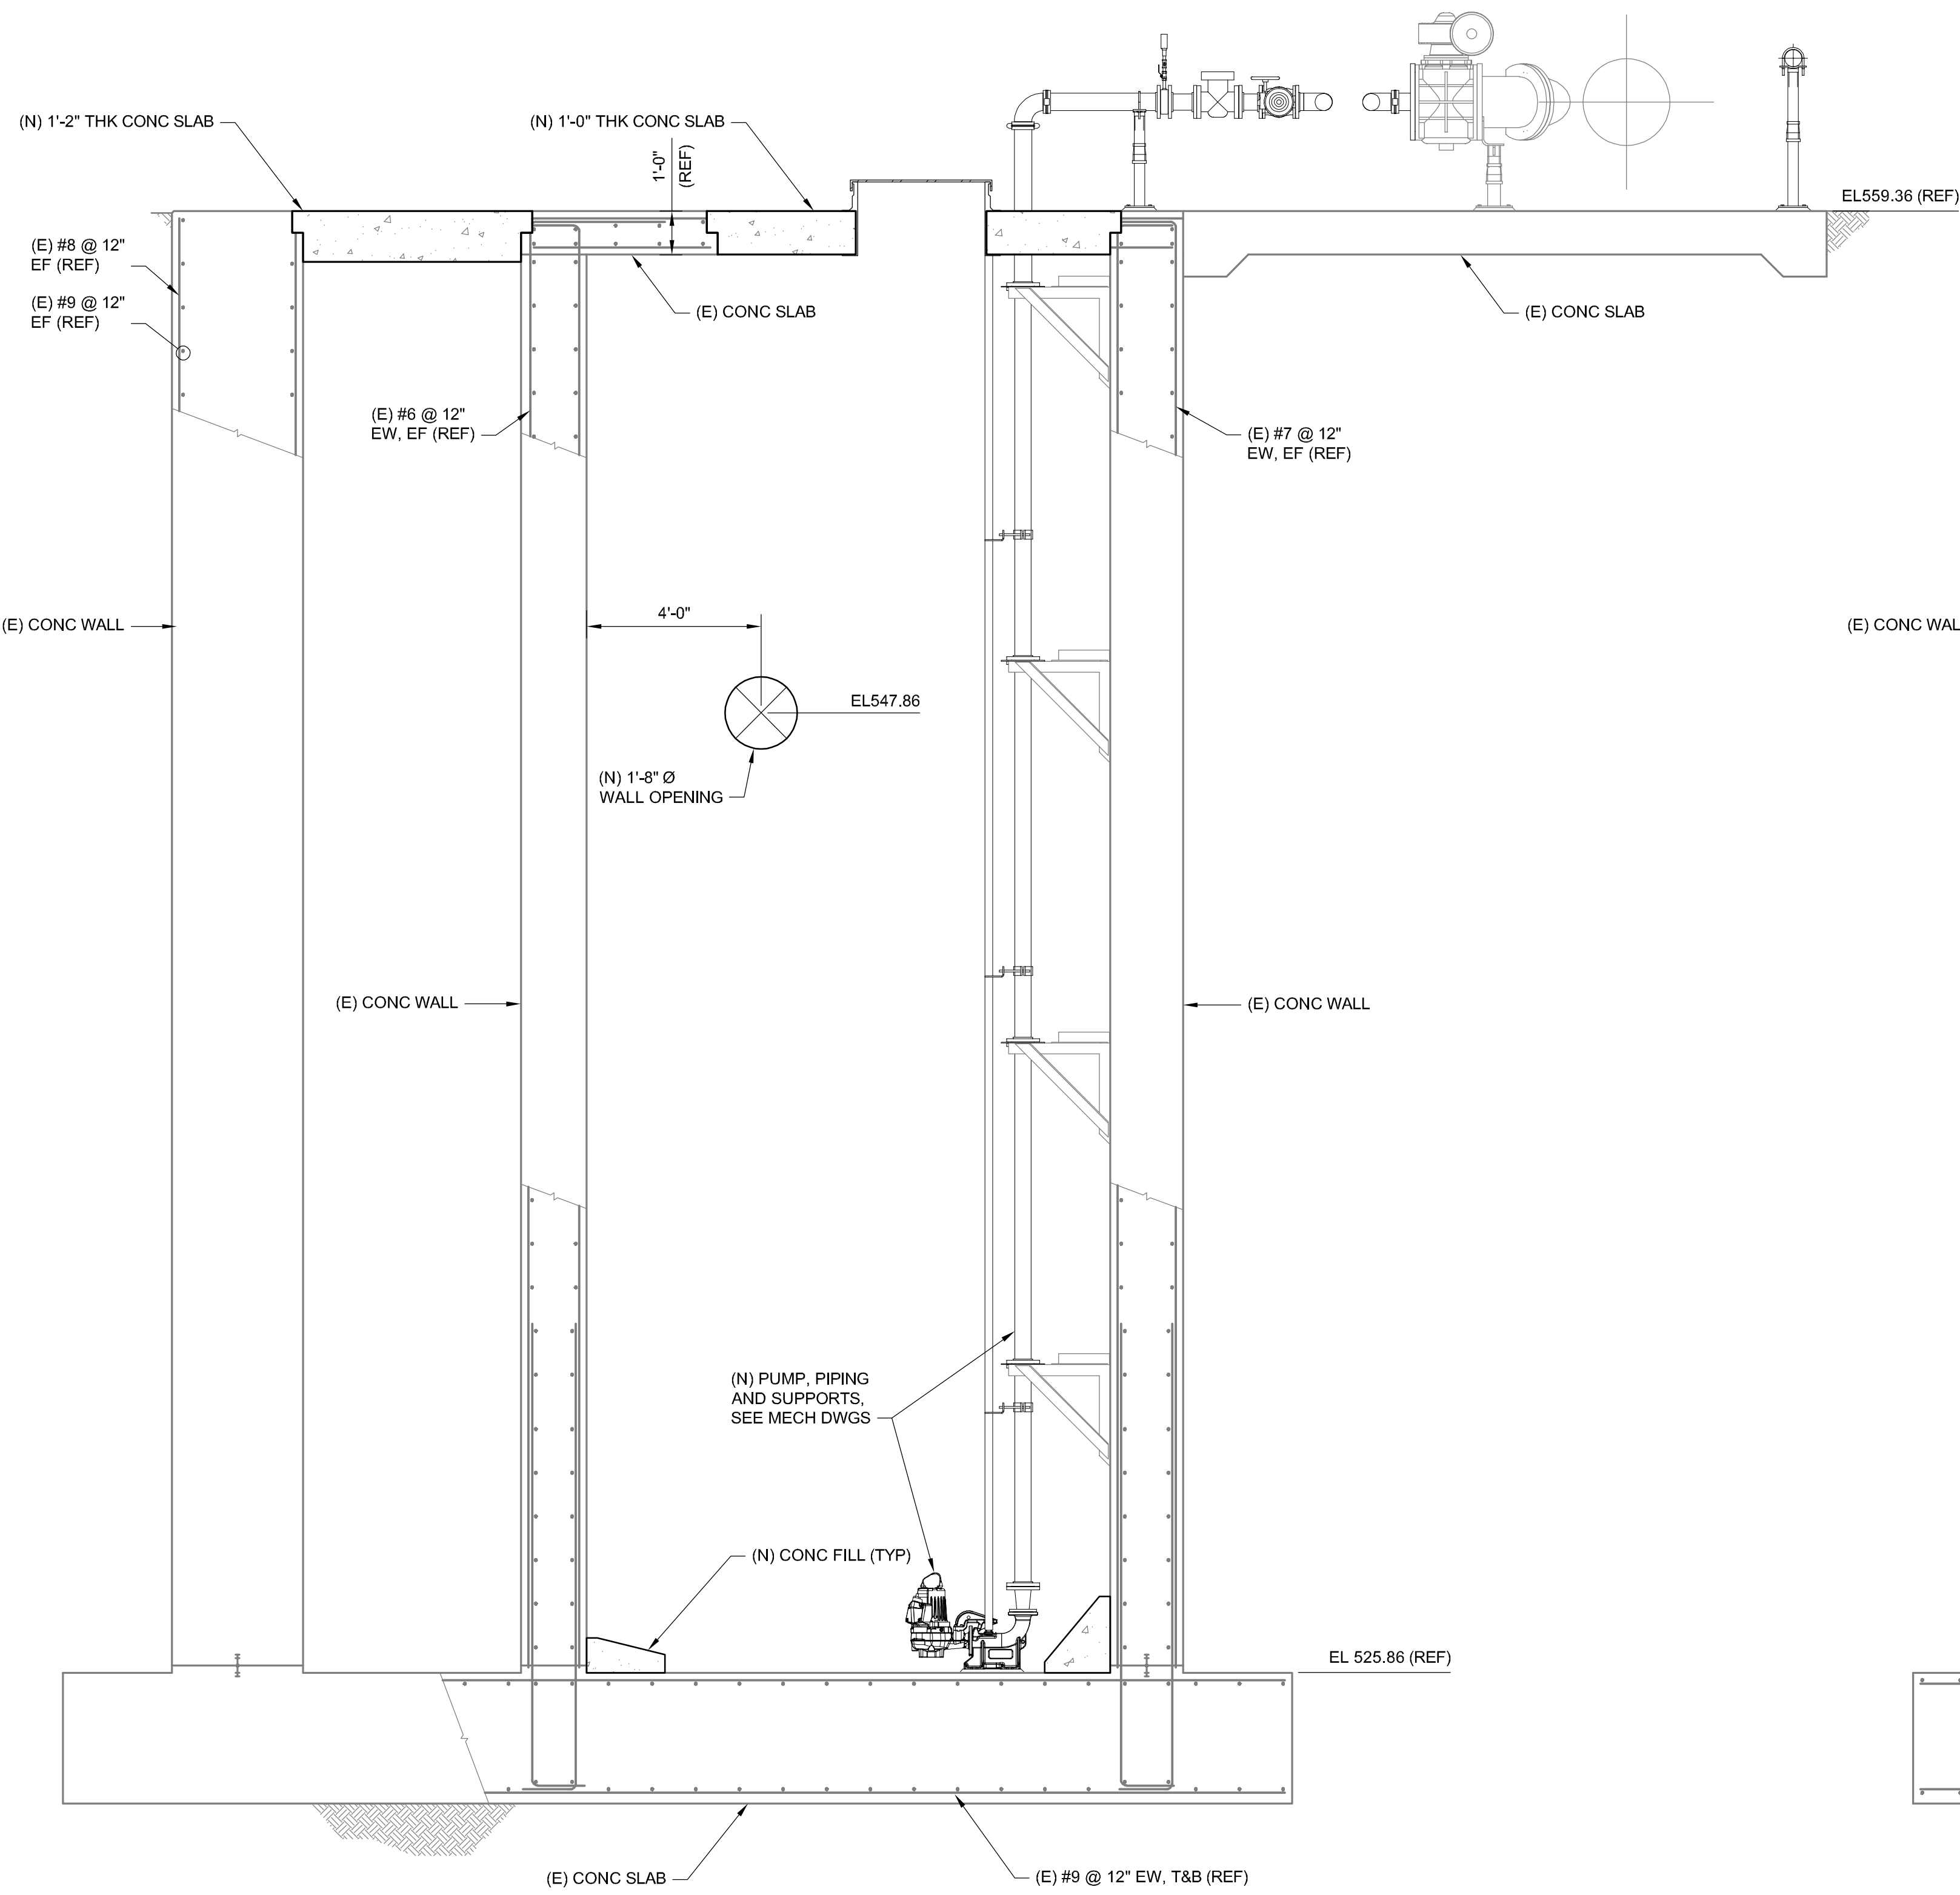 (N) 1'-2" THK CONC SLAB
(N) 1'-0" THK CONC SLAB
1'-0"
(REF)
EL559.36 (REF)
(E) #8 @ 12"
EF (REF)
(E) #9 @ 12"
EF (REF)
(E) CONC SLAB
(E) CONC SLAB
(E) #6 @ 12"
EW, EF (REF)
(E) #7 @ 12"
EW, EF (REF)
(E) CONC WALL
4'-0"
(E) CONC WAL
EL547.86
(N) 1'-8" Ø
WALL OPENING
(E) CONC WALL
(E) CONC WALL
(N) PUMP, PIPING
AND SUPPORTS,
SEE MECH DWGS
(N) CONC FILL (TYP)
EL 525.86 (REF)
(E) CONC SLAB
(E) #9 @ 12" EW, T&B (REF)